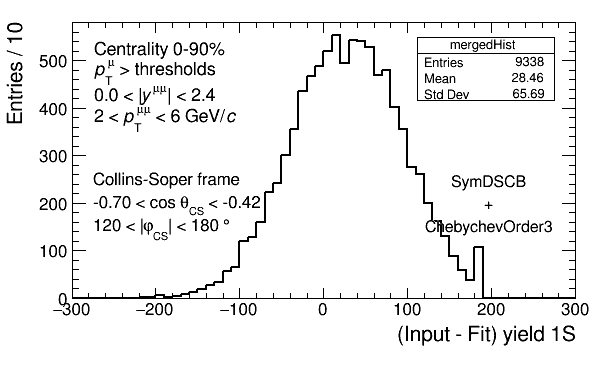 Entries / 10
Centrality 0-90%
p_T^μ > thresholds
0.0 < |y^μμ| < 2.4
2 < p_T^μμ < 6 GeV/c
Collins-Soper frame
-0.70 < cos θ_CS < -0.42
120 < |φ_CS| < 180 °
mergedHist
Entries 9338
Mean 28.46
Std Dev 65.69
SymDSCB
+
ChebychevOrder3
500
400
300
200
100
0
−300 −200 −100 0 100 200 300
(Input - Fit) yield 1S